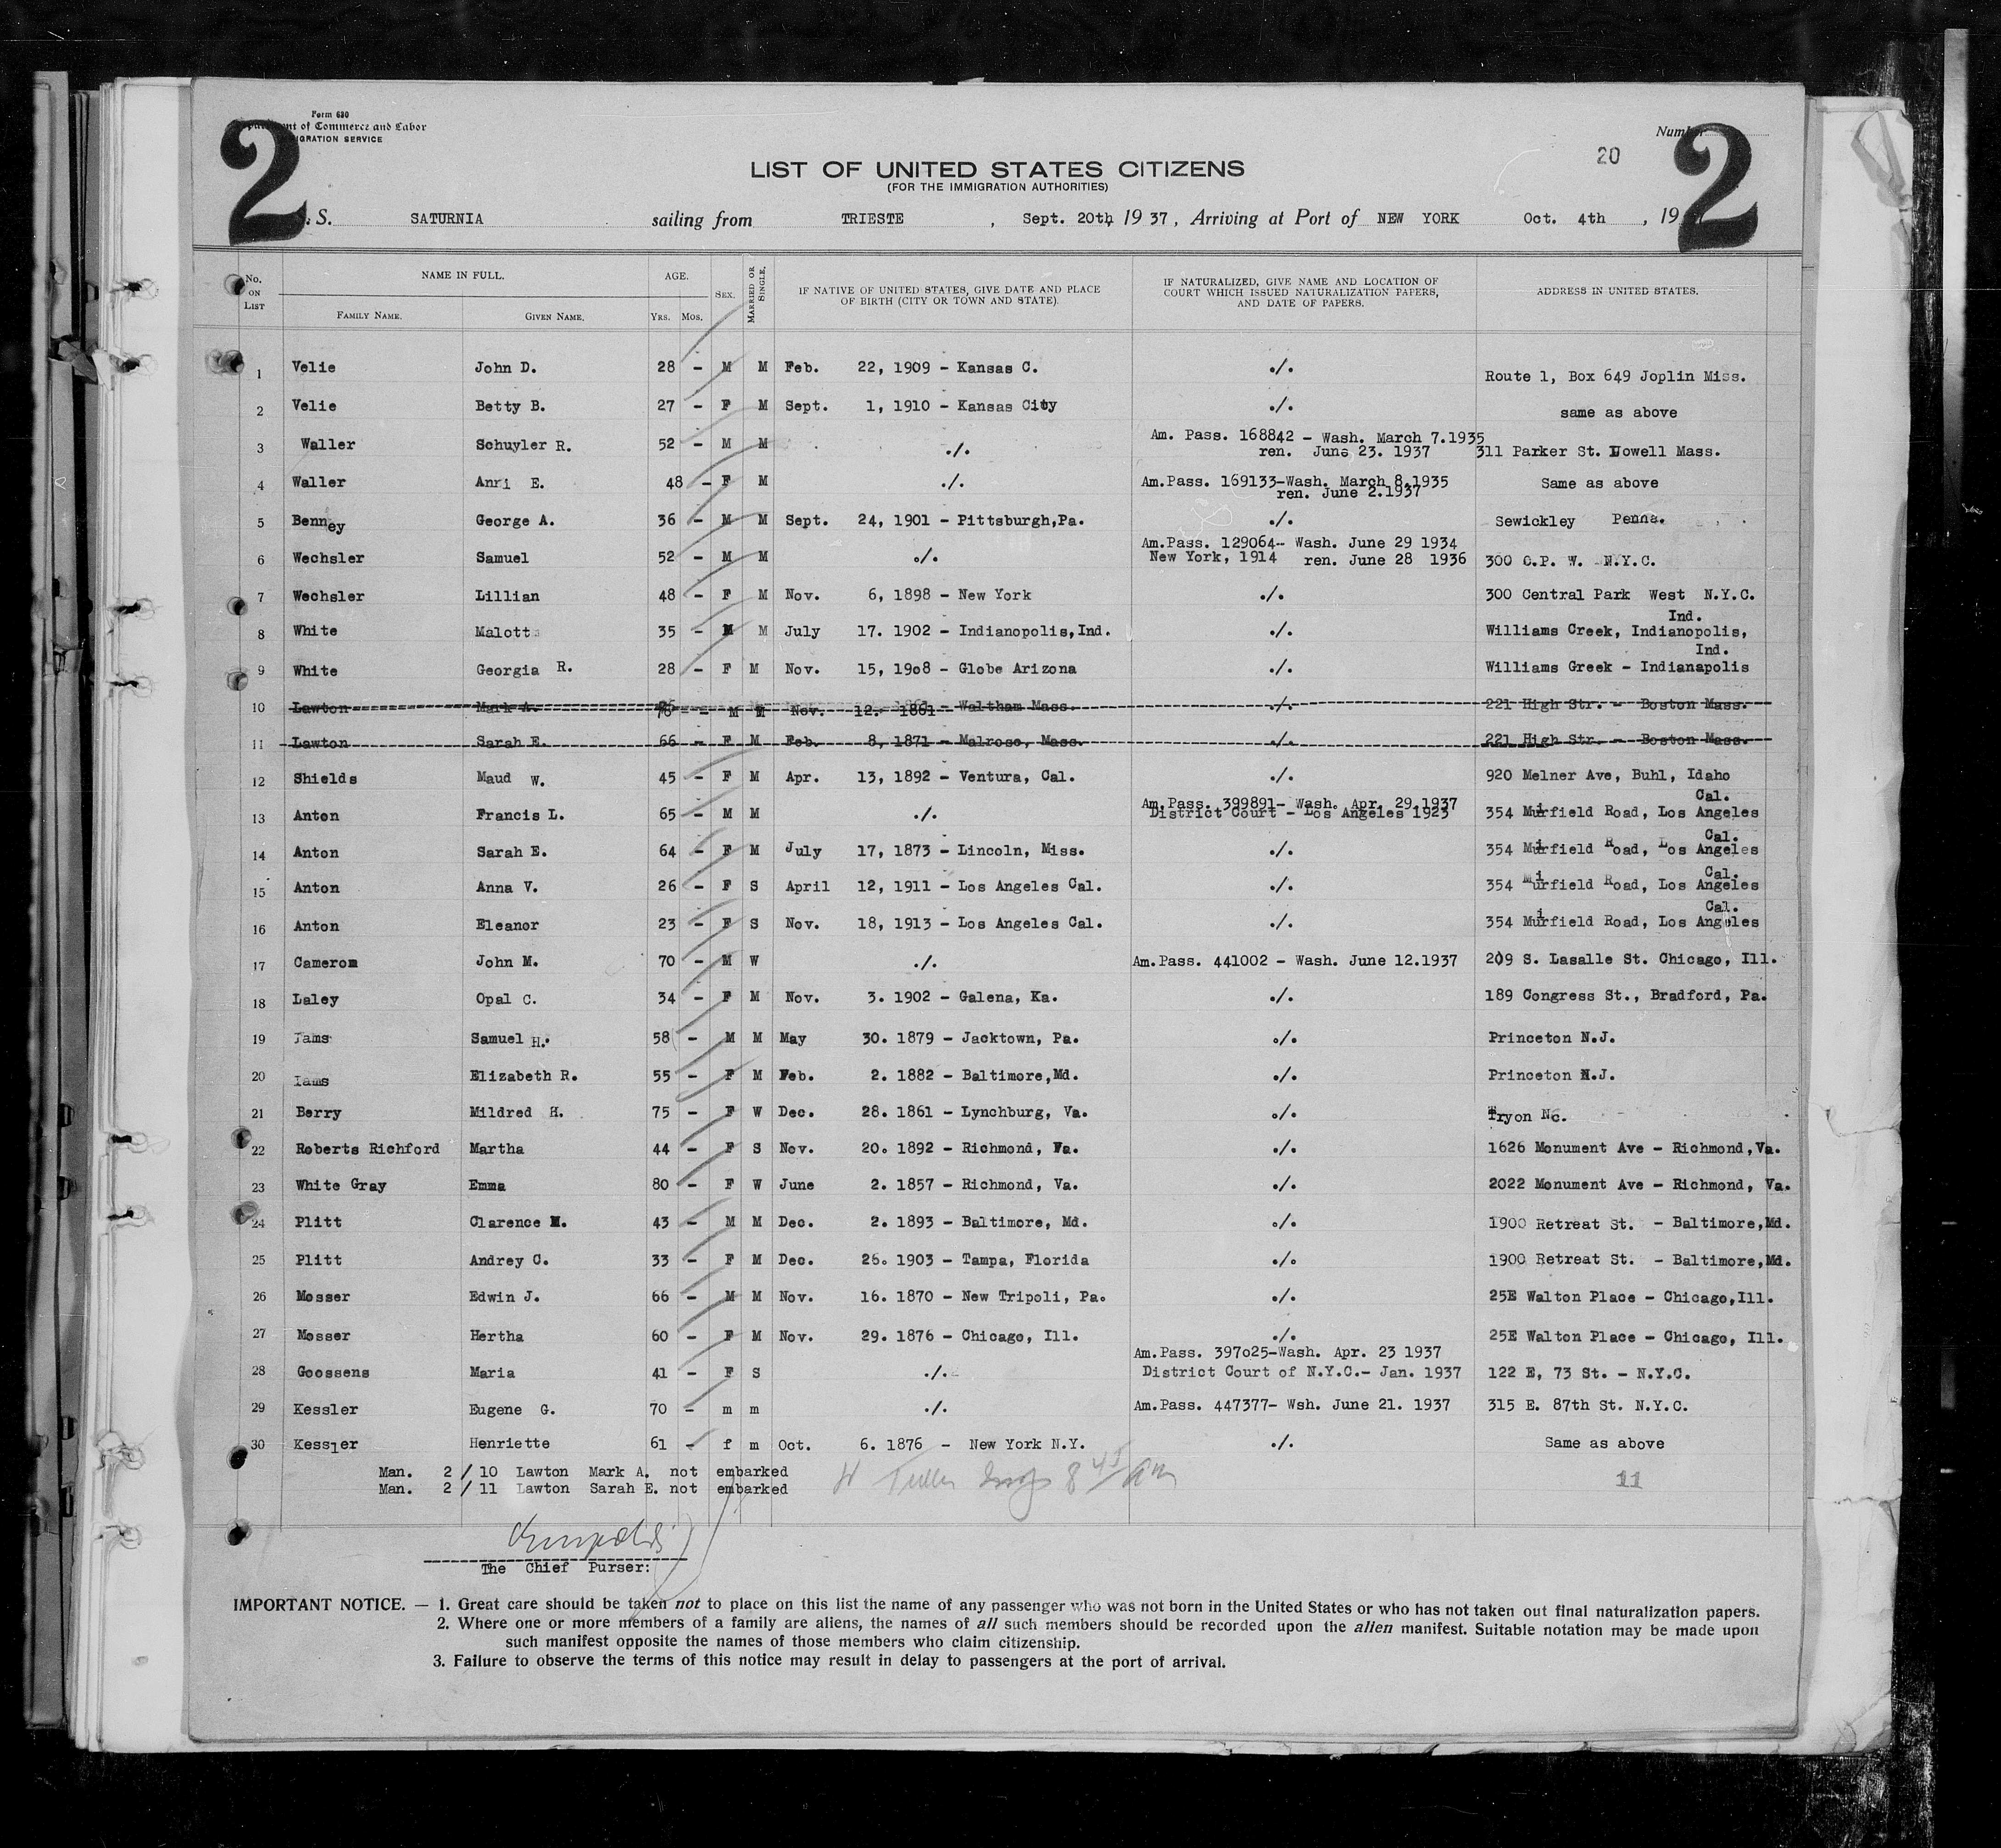 2
2
Form 630
Department of Commerce and Labor
IMMIGRATION SERVICE
Number
20
LIST OF UNITED STATES CITIZENS
(FOR THE IMMIGRATION AUTHORITIES)
S. SATURNIA sailing from TRIESTE, Sept. 20th, 1937, Arriving at Port of NEW YORK Oct. 4th, 19
No. ON LIST
NAME IN FULL.
FAMILY NAME. GIVEN NAME.
AGE.
YRS. MOS.
SEX.
MARRIED OR SINGLE.
IF NATIVE OF UNITED STATES, GIVE DATE AND PLACE OF BIRTH (CITY OR TOWN AND STATE).
IF NATURALIZED, GIVE NAME AND LOCATION OF COURT WHICH ISSUED NATURALIZATION PAPERS, AND DATE OF PAPERS.
ADDRESS IN UNITED STATES.
1 Velie John D. 28 - M M Feb. 22, 1909 - Kansas C. ./. Route 1, Box 649 Joplin Miss.
2 Velie Betty B. 27 - F M Sept. 1, 1910 - Kansas City ./. same as above
3 Waller Schuyler R. 52 - M M ./. Am. Pass. 168842 - Wash. March 7.1935 ren. June 23. 1937 311 Parker St. Lowell Mass.
4 Waller Anri E. 48 - F M ./. Am.Pass. 169133-Wash. March 8.1935 ren. June 2.1937 Same as above
5 Benney George A. 36 - M M Sept. 24, 1901 - Pittsburgh,Pa. ./. Sewickley Penna.
6 Wechsler Samuel 52 - M M ./. Am.Pass. 129064- Wash. June 29 1934 New York, 1914 ren. June 28 1936 300 C.P. W. N.Y.C.
7 Wechsler Lillian 48 - F M Nov. 6, 1898 - New York ./. 300 Central Park West N.Y.C.
8 White Malott 35 - M M July 17. 1902 - Indianopolis,Ind. ./. Williams Creek, Indianopolis, Ind.
9 White Georgia R. 28 - F M Nov. 15, 19o8 - Globe Arizona ./. Williams Greek - Indianapolis Ind.
10 Lawton Mark A. 76 - M M Nov. 12. 1861 - Waltham Mass. ./. 221 High Str. - Boston Mass.
11 Lawton Sarah E. 66 - F M Feb. 8, 1871 - Malrose, Mass. ./. 221 High Str. - Boston Mass.
12 Shields Maud W. 45 - F M Apr. 13, 1892 - Ventura, Cal. ./. 920 Melner Ave, Buhl, Idaho
13 Anton Francis L. 65 - M M ./. Am.Pass. 399891- Wash. Apr. 29.1937 District Court - Los Angeles 1923 354 Murfield Road, Los Angeles Cal.
14 Anton Sarah E. 64 - F M July 17, 1873 - Lincoln, Miss. ./. 354 Murfield Road, Los Angeles Cal.
15 Anton Anna V. 26 - F S April 12, 1911 - Los Angeles Cal. ./. 354 Murfield Road, Los Angeles Cal.
16 Anton Eleanor 23 - F S Nov. 18, 1913 - Los Angeles Cal. ./. 354 Murfield Road, Los Angeles Cal.
17 Camerom John M. 70 - M W ./. Am.Pass. 441002 - Wash. June 12.1937 209 S. Lasalle St. Chicago, Ill.
18 Laley Opal C. 34 - F M Nov. 3. 1902 - Galena, Ka. ./. 189 Congress St., Bradford, Pa.
19 Iams Samuel H. 58 - M M May 30. 1879 - Jacktown, Pa. ./. Princeton N.J.
20 Iams Elizabeth R. 55 - F M Feb. 2. 1882 - Baltimore,Md. ./. Princeton N.J.
21 Berry Mildred H. 75 - F W Dec. 28. 1861 - Lynchburg, Va. ./. Tryon Nc.
22 Roberts Richford Martha 44 - F S Nov. 20. 1892 - Richmond, Va. ./. 1626 Monument Ave - Richmond,Va.
23 White Gray Emma 80 - F W June 2. 1857 - Richmond, Va. ./. 2022 Monument Ave - Richmond, Va.
24 Plitt Clarence M. 43 - M M Dec. 2. 1893 - Baltimore, Md. ./. 1900 Retreat St. - Baltimore,Md.
25 Plitt Andrey C. 33 - F M Dec. 26. 1903 - Tampa, Florida ./. 1900 Retreat St. - Baltimore,Md.
26 Mosser Edwin J. 66 - M M Nov. 16. 1870 - New Tripoli, Pa. ./. 25E Walton Place - Chicago,Ill.
27 Mosser Hertha 60 - F M Nov. 29. 1876 - Chicago, Ill. ./. 25E Walton Place - Chicago, Ill.
28 Goossens Maria 41 - F S ./. Am.Pass. 397o25-Wash. Apr. 23 1937 District Court of N.Y.C.- Jan. 1937 122 E, 73 St. - N.Y.C.
29 Kessler Eugene G. 70 - m m ./. Am.Pass. 447377- Wsh. June 21. 1937 315 E. 87th St. N.Y.C.
30 Kessler Henriette 61 - f m Oct. 6. 1876 - New York N.Y. ./. Same as above
Man. 2 / 10 Lawton Mark A. not embarked
Man. 2 / 11 Lawton Sarah E. not embarked
8 45 am
11
The Chief Purser:
IMPORTANT NOTICE. — 1. Great care should be taken not to place on this list the name of any passenger who was not born in the United States or who has not taken out final naturalization papers.
2. Where one or more members of a family are aliens, the names of all such members should be recorded upon the alien manifest. Suitable notation may be made upon
such manifest opposite the names of those members who claim citizenship.
3. Failure to observe the terms of this notice may result in delay to passengers at the port of arrival.